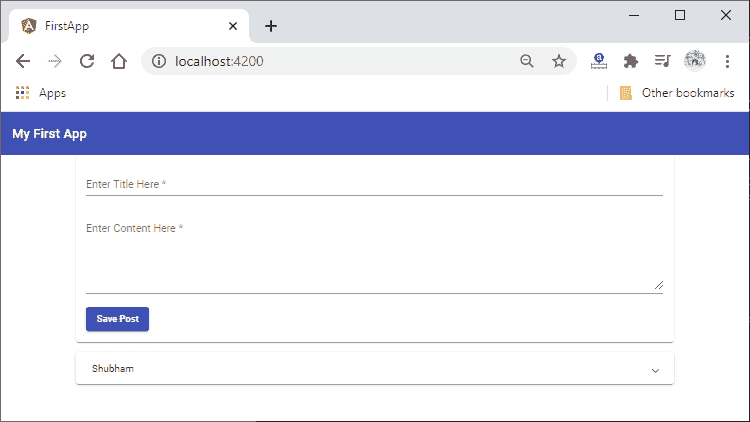 FirstApp
localhost:4200
Apps
Other bookmarks
My First App
Enter Title Here *
Enter Content Here *
Save Post
Shubham